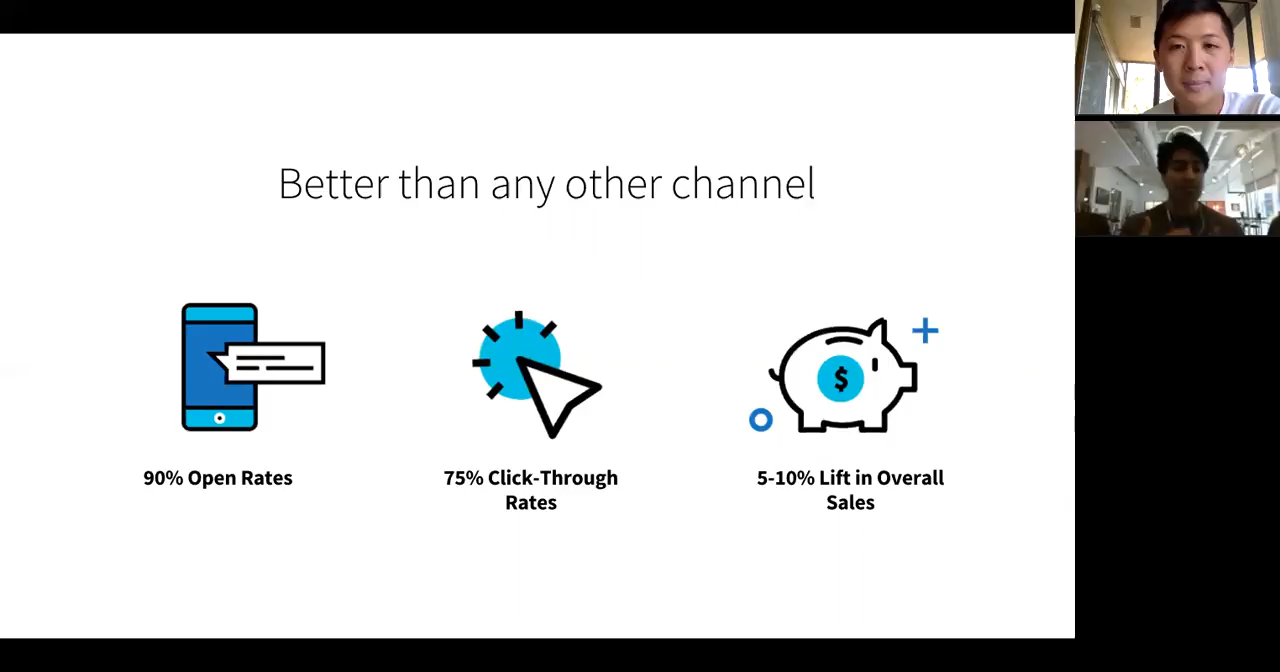 Better than any other channel
$
90% Open Rates
75% Click-Through
Rates
5-10% Lift in Overall
Sales